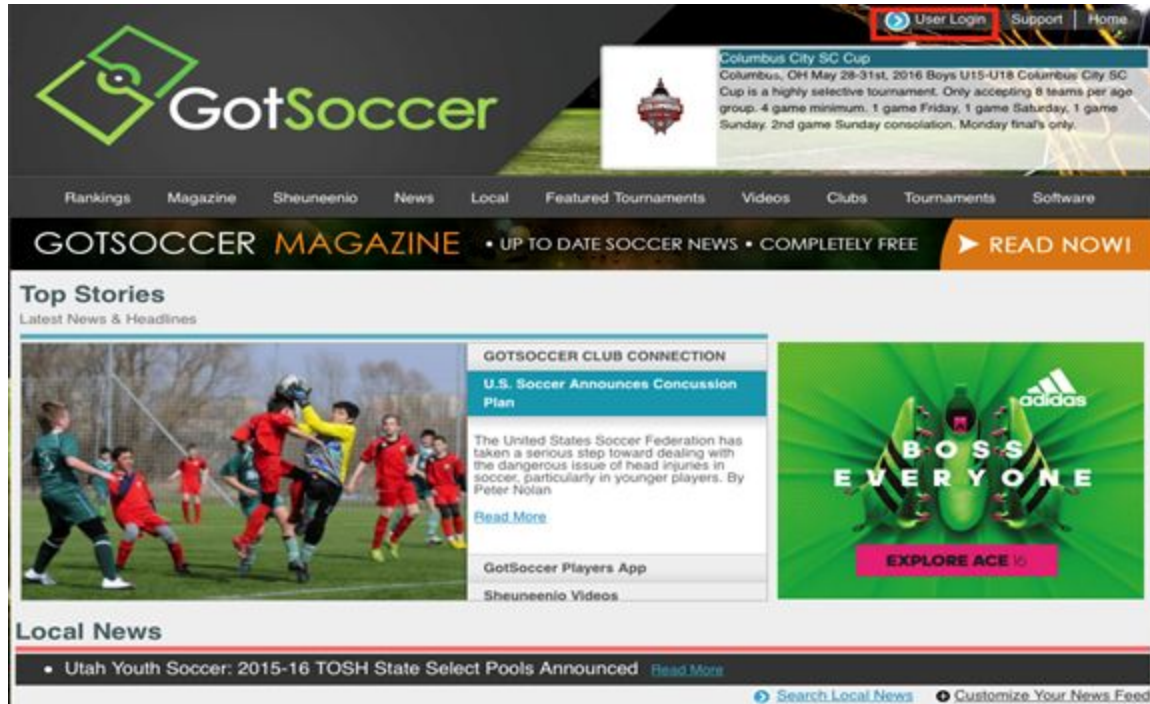 User Login Support Home
GotSoccer
Columbus City SC Cup
Columbus, OH May 28-31st, 2016 Boys U15-U18 Columbus City SC
Cup is a highly selective tournament. Only accepting 8 teams per age
group. 4 game minimum. 1 game Friday, 1 game Saturday, 1 game
Sunday. 2nd game Sunday consolation. Monday final's only.
Rankings Magazine Sheuneenio News Local Featured Tournaments Videos Clubs Tournaments Software
GOTSOCCER MAGAZINE • UP TO DATE SOCCER NEWS • COMPLETELY FREE READ NOW!
Top Stories
Latest News & Headlines
GOTSOCCER CLUB CONNECTION
U.S. Soccer Announces Concussion
Plan
The United States Soccer Federation has
taken a serious step toward dealing with
the dangerous issue of head injuries in
soccer, particularly in younger players. By
Peter Nolan
Read More
GotSoccer Players App
Sheuneenio Videos
adidas
BOSS
EVERYONE
EXPLORE ACE 16
Local News
• Utah Youth Soccer: 2015-16 TOSH State Select Pools Announced Read More
Search Local News Customize Your News Feed